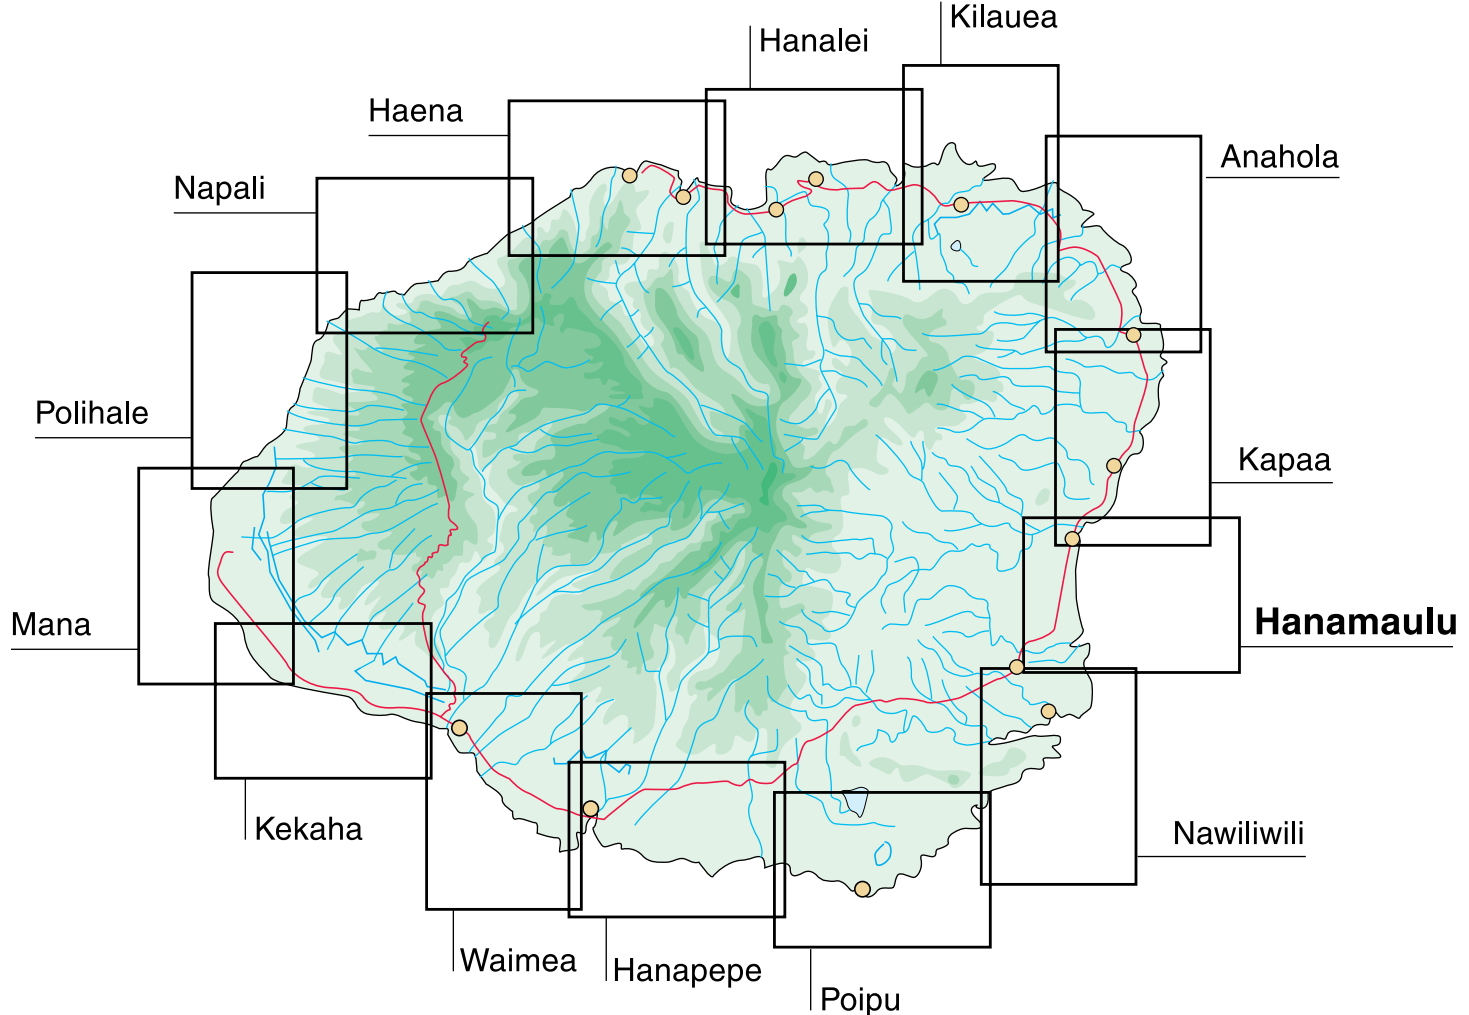 Kilauea
Hanalei
Haena
Anahola
Napali
Polihale
Kapaa
Mana
Hanamaulu
Kekaha
Nawiliwili
Waimea
Hanapepe
Poipu